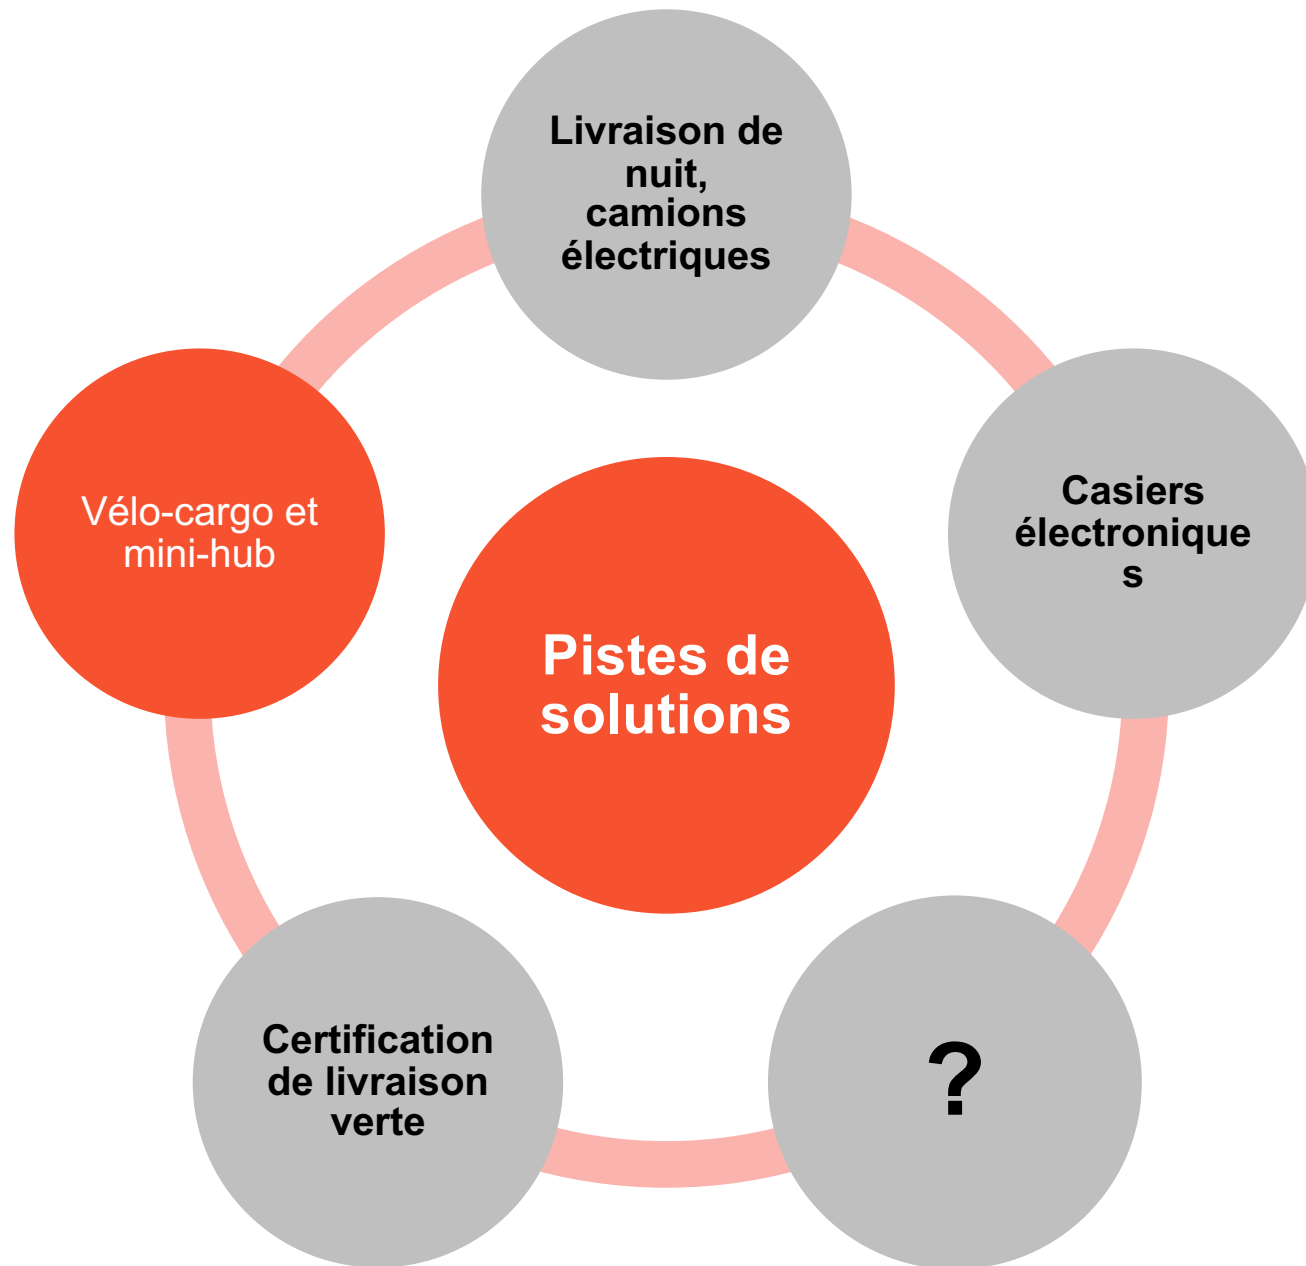 Livraison de
nuit,
camions
électriques
Vélo-cargo et
mini-hub
Casiers
électronique
s
Pistes de
solutions
Certification
de livraison
verte
?